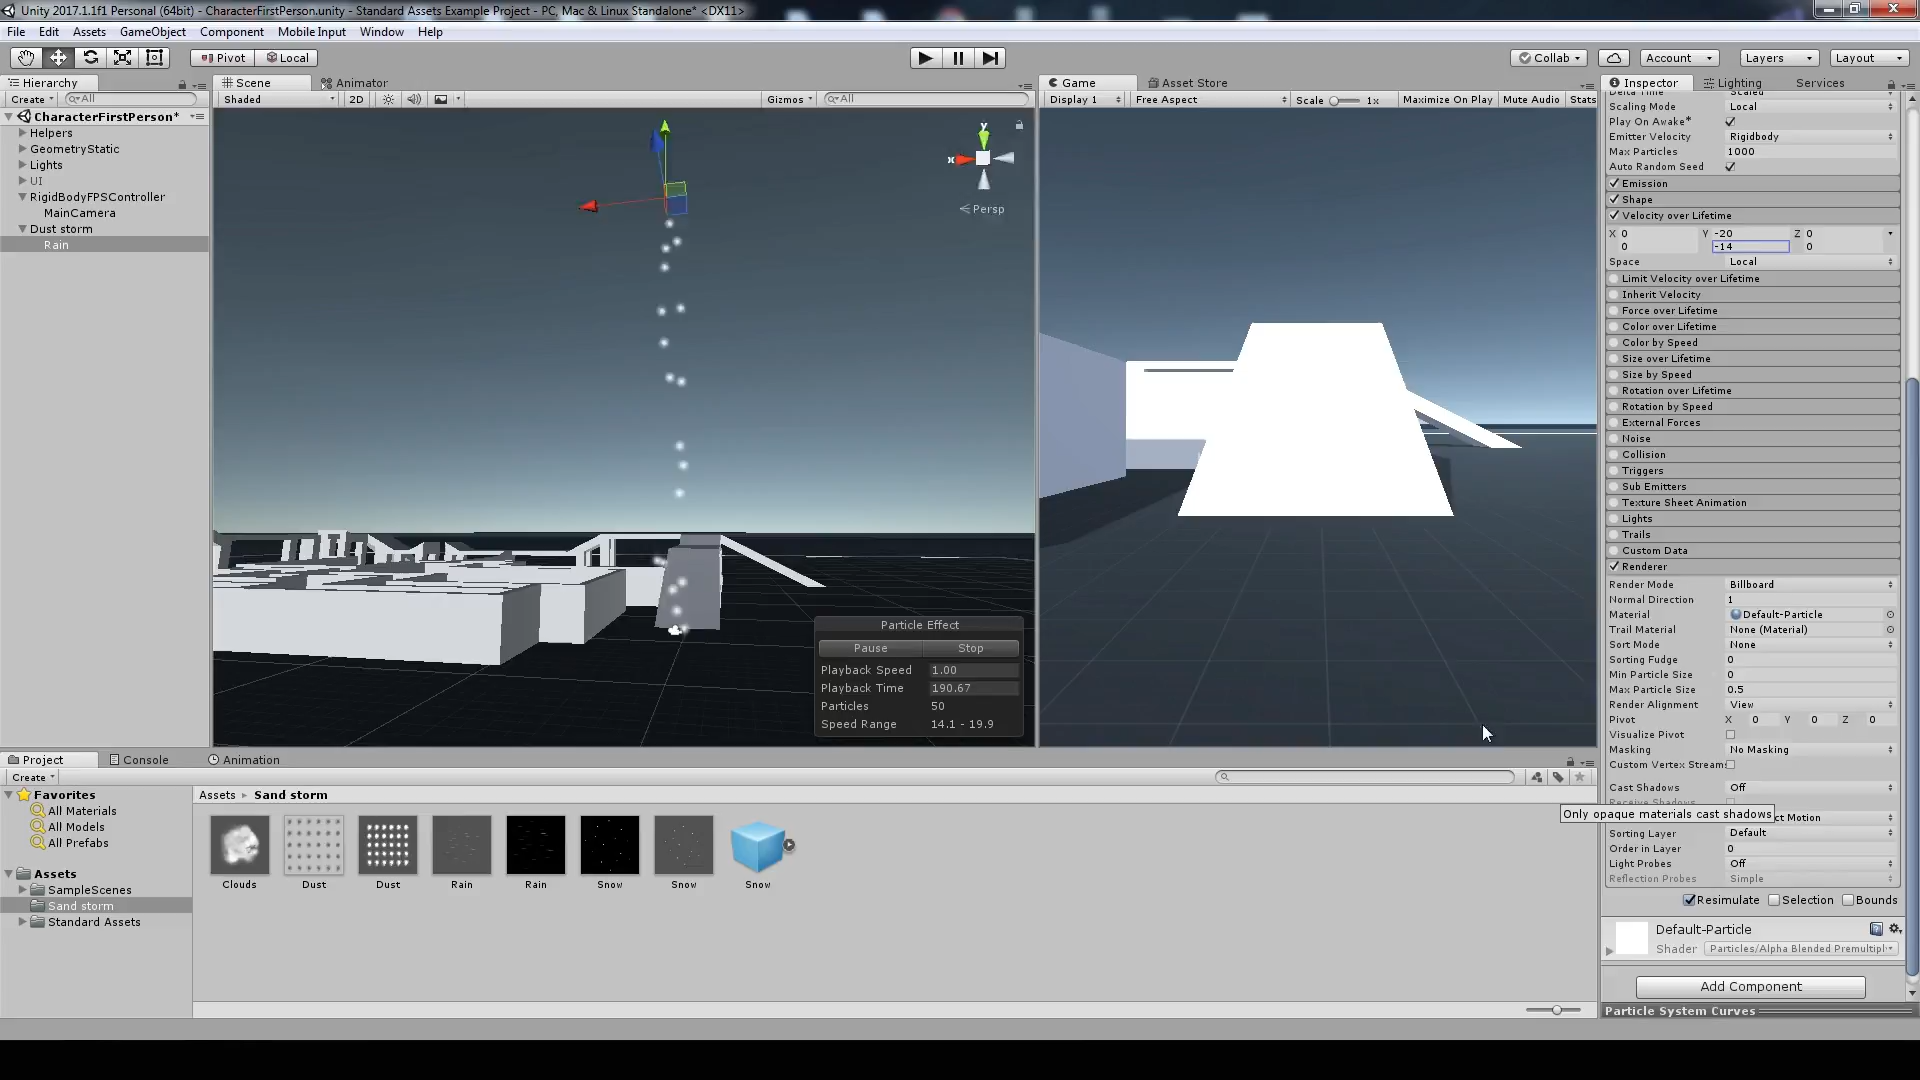 Unity 2017.1.1f1 Personal (64bit) - CharacterFirstPerson.unity - Standard Assets Example Project - PC, Mac & Linux Standalone* <DX11>
File Edit Assets GameObject Component Mobile Input Window Help
Pivot Local Collab Account Layers Layout
Hierarchy Scene Animator Game Asset Store Inspector Lighting Services
Create All Shaded 2D Gizmos All Display 1 Free Aspect Scale 1x Maximize On Play Mute Audio Stats
CharacterFirstPerson*
Helpers
GeometryStatic
Lights
UI
RigidBodyFPSController
MainCamera
Dust storm
Rain
y
x
Persp
Particle Effect
Pause Stop
Playback Speed 1.00
Playback Time 190.67
Particles 50
Speed Range 14.1 - 19.9
Delta Time Scaled
Scaling Mode Local
Play On Awake*
Emitter Velocity Rigidbody
Max Particles 1000
Auto Random Seed
Emission
Shape
Velocity over Lifetime
X 0 Y -20 Z 0
0 -14 0
Space Local
Limit Velocity over Lifetime
Inherit Velocity
Force over Lifetime
Color over Lifetime
Color by Speed
Size over Lifetime
Size by Speed
Rotation over Lifetime
Rotation by Speed
External Forces
Noise
Collision
Triggers
Sub Emitters
Texture Sheet Animation
Lights
Trails
Custom Data
Renderer
Render Mode Billboard
Normal Direction 1
Material Default-Particle
Trail Material None (Material)
Sort Mode None
Sorting Fudge 0
Min Particle Size 0
Max Particle Size 0.5
Render Alignment View
Pivot X 0 Y 0 Z 0
Visualize Pivot
Masking No Masking
Custom Vertex Streams
Cast Shadows Off
Receive Shadows
Only opaque materials cast shadows
ct Motion
Sorting Layer Default
Order in Layer 0
Light Probes Off
Reflection Probes Simple
Resimulate Selection Bounds
Default-Particle
Shader Particles/Alpha Blended Premultipl
Add Component
Particle System Curves
Project Console Animation
Create
Favorites
All Materials
All Models
All Prefabs
Assets
SampleScenes
Sand storm
Standard Assets
Assets Sand storm
Clouds Dust Dust Rain Rain Snow Snow Snow